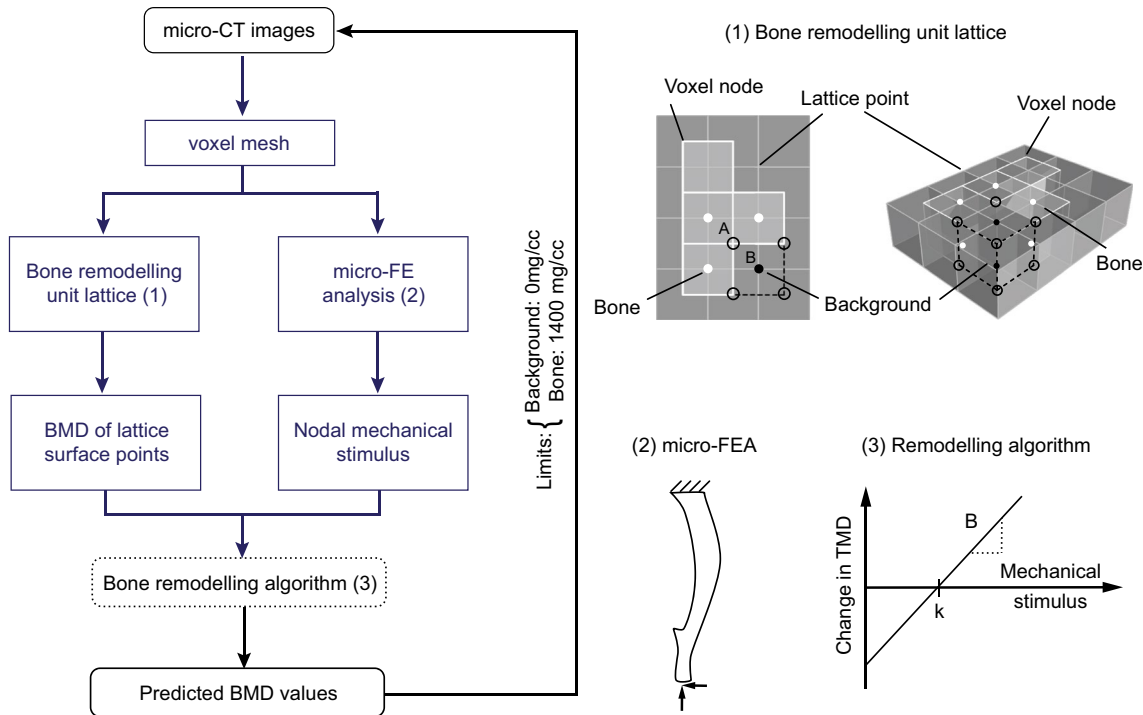 micro-CT images
voxel mesh
Bone remodelling
unit lattice (1)
micro-FE
analysis (2)
BMD of lattice
surface points
Nodal mechanical
stimulus
Bone remodelling algorithm (3)
Predicted BMD values
Limits: {
Background: 0mg/cc
Bone: 1400 mg/cc
(1) Bone remodelling unit lattice
Voxel node
Lattice point
Voxel node
A
B
Bone
Background
Bone
(2) micro-FEA
(3) Remodelling algorithm
Change in TMD
B
Mechanical
stimulus
k